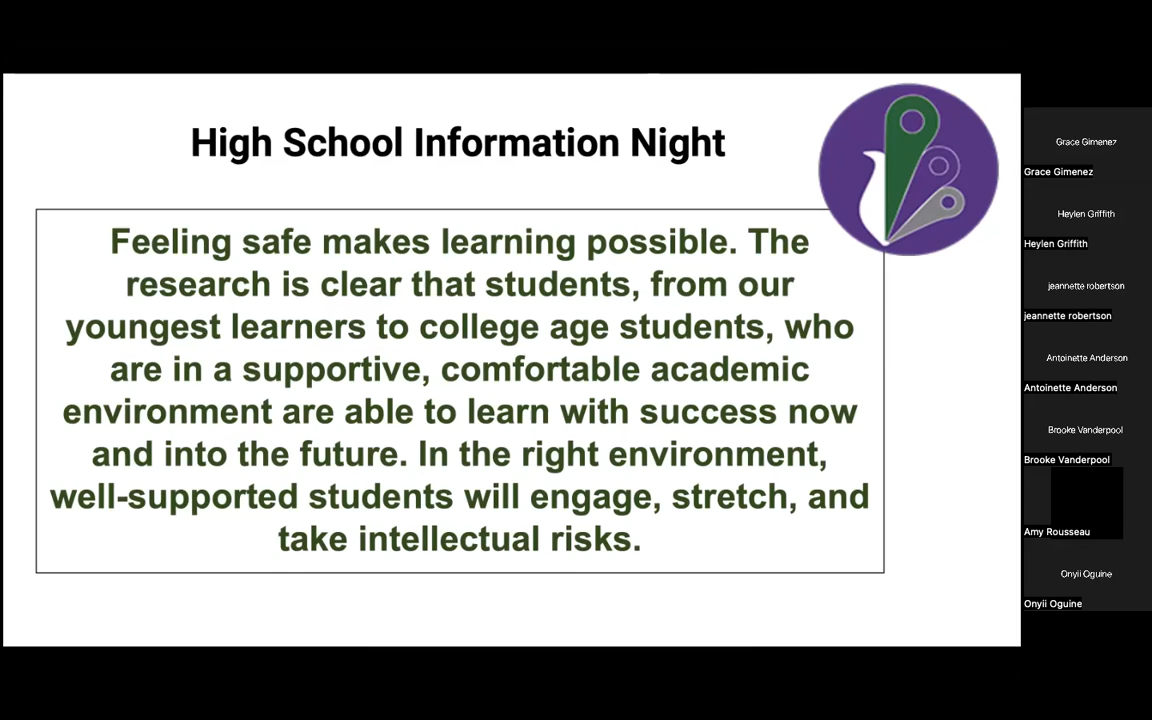 High School Information Night
Feeling safe makes learning possible. The
research is clear that students, from our
youngest learners to college age students, who
are in a supportive, comfortable academic
environment are able to learn with success now
and into the future. In the right environment,
well-supported students will engage, stretch, and
take intellectual risks.
Grace Gimenez
Grace Gimenez
Heylen Griffith
Heylen Griffith
jeannette robertson
jeannette robertson
Antoinette Anderson
Antoinette Anderson
Brooke Vanderpool
Brooke Vanderpool
Amy Rousseau
Onyii Oguine
Onyii Oguine